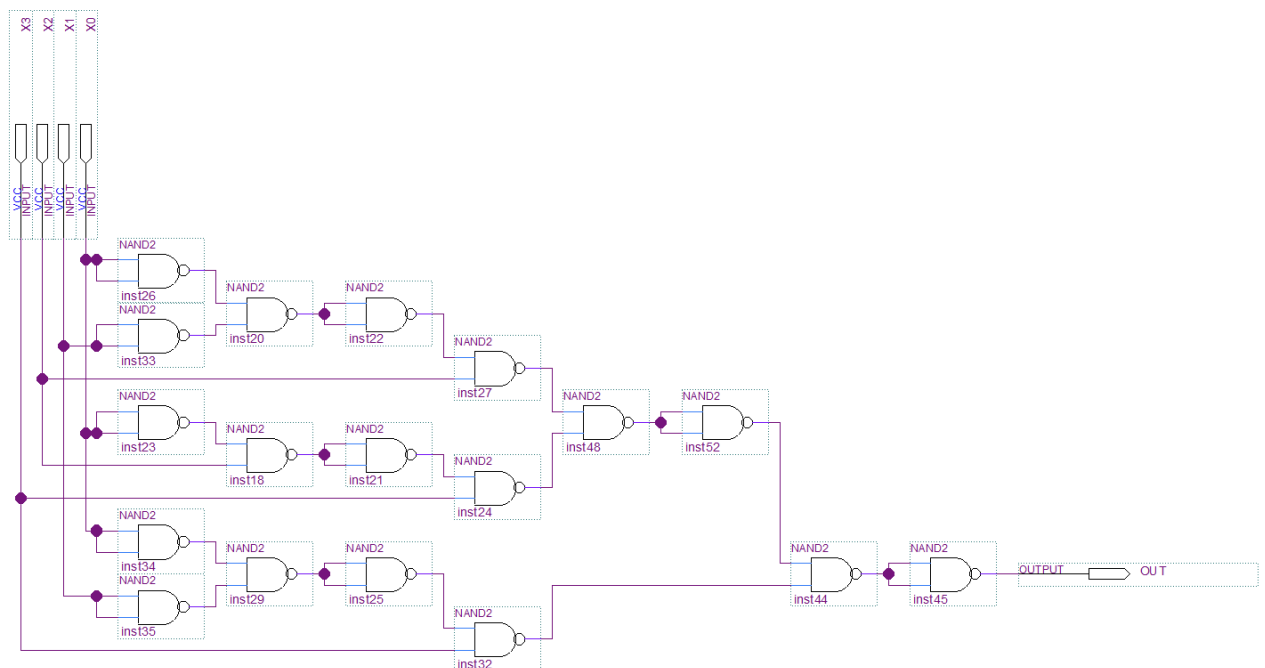 X3
X2
X1
X0
VCC
INPUT
VCC
INPUT
VCC
INPUT
VCC
INPUT
NAND2
inst26
NAND2
inst33
NAND2
inst20
NAND2
inst22
NAND2
inst27
NAND2
inst23
NAND2
inst18
NAND2
inst21
NAND2
inst24
NAND2
inst48
NAND2
inst52
NAND2
inst34
NAND2
inst35
NAND2
inst29
NAND2
inst25
NAND2
inst32
NAND2
inst44
NAND2
inst45
OUTPUT
OUT